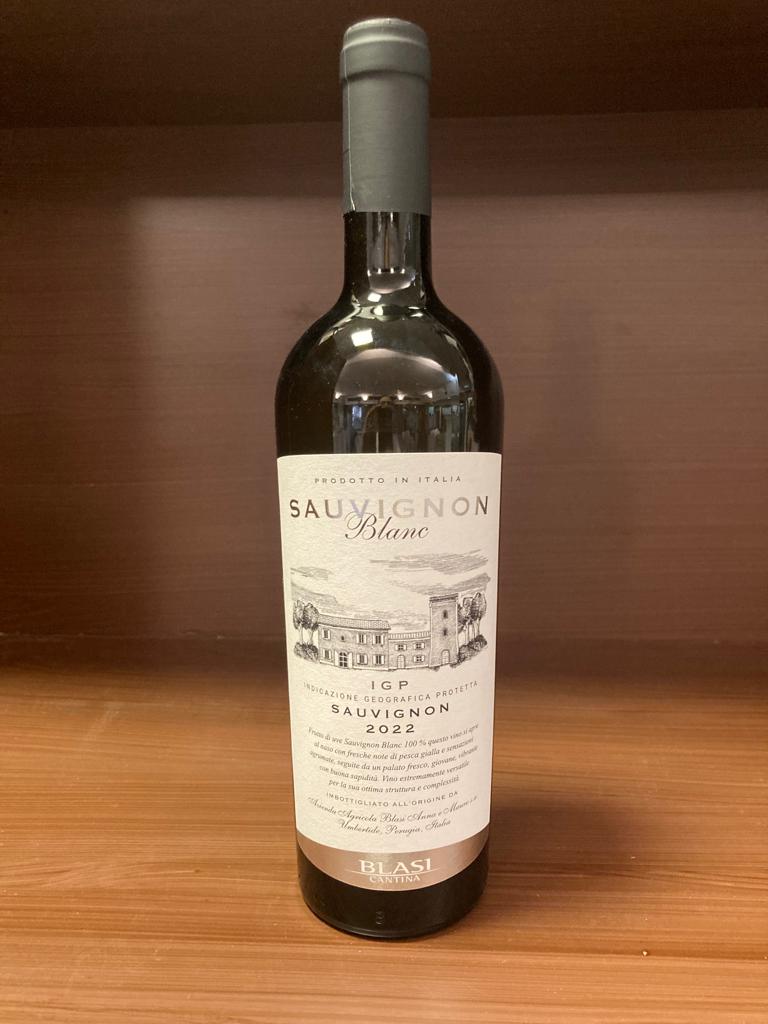 PRODOTTO IN ITALIA
SAUVIGNON
Blanc
IGP
INDICAZIONE GEOGRAFICA PROTETTA
SAUVIGNON
2022
Frutto di uve Sauvignon Blanc 100 % questo vino si apre
al naso con fresche note di pesca gialla e sensazioni
agrumate, seguite da un palato fresco, giovane, vibrante
con buona sapidità. Vino estremamente versatile
per la sua ottima struttura e complessità.
IMBOTTIGLIATO ALL'ORIGINE DA
Azienda Agricola Blasi Anna e Mauro s.s.
Umbertide, Perugia, Italia
BLASI
CANTINA